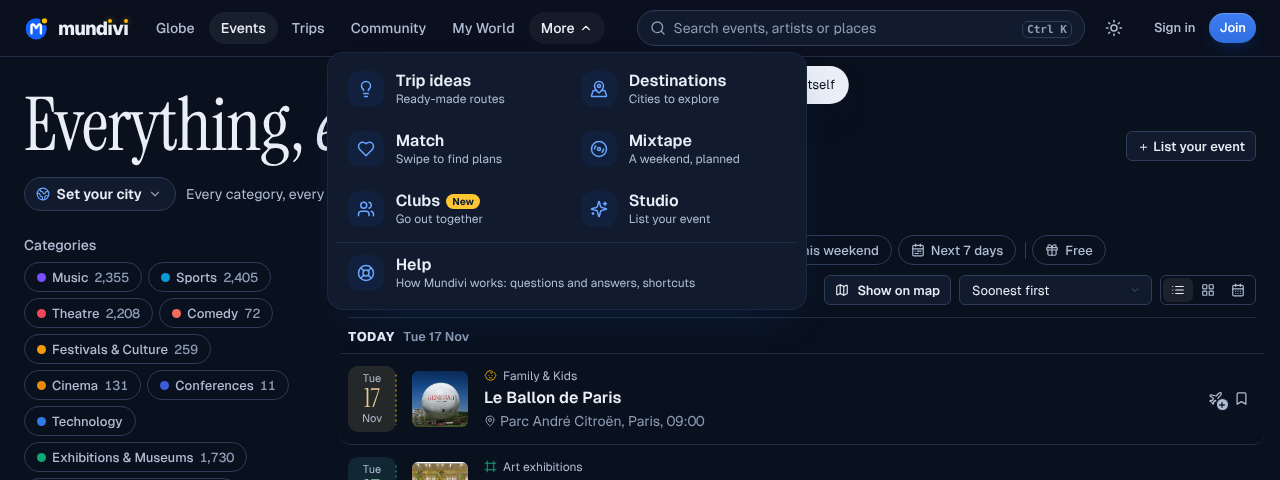 mundivi
Globe
Events
Trips
Community
My World
More
Search events, artists or places
Ctrl K
Sign in
Join
Trip ideas
Ready-made routes
Destinations
Cities to explore
Match
Swipe to find plans
Mixtape
A weekend, planned
Clubs New
Go out together
Studio
List your event
Help
How Mundivi works: questions and answers, shortcuts
Everything,
+ List your event
Set your city
Every category, every
Categories
Music 2,355
Sports 2,405
Theatre 2,208
Comedy 72
Festivals & Culture 259
Cinema 131
Conferences 11
Technology
Exhibitions & Museums 1,730
weekend
Next 7 days
Free
Show on map
Soonest first
TODAY Tue 17 Nov
Tue
17
Nov
Family & Kids
Le Ballon de Paris
Parc André Citroën, Paris, 09:00
Tue
Art exhibitions